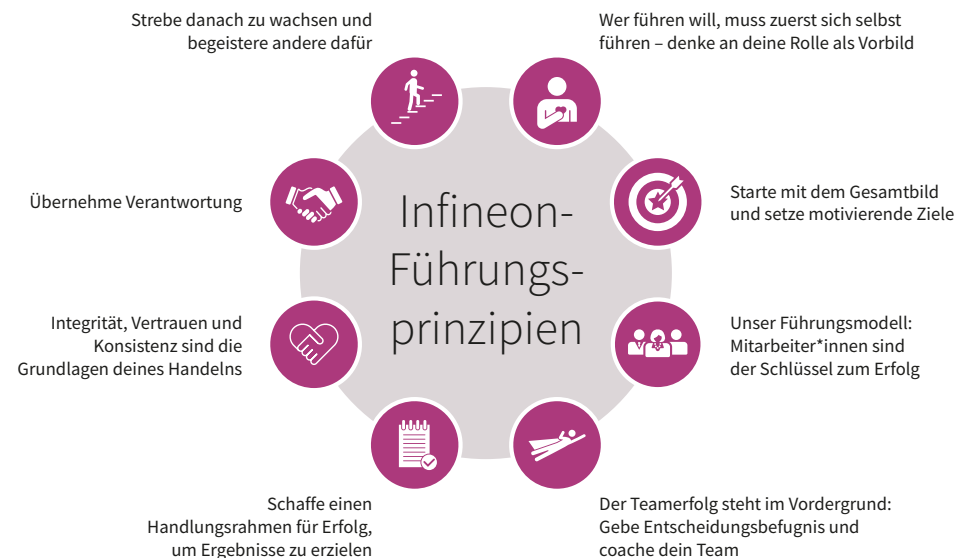 Strebe danach zu wachsen und
begeistere andere dafür
Wer führen will, muss zuerst sich selbst
führen – denke an deine Rolle als Vorbild
Übernehme Verantwortung
Starte mit dem Gesamtbild
und setze motivierende Ziele
Infineon-
Führungs-
prinzipien
Integrität, Vertrauen und
Konsistenz sind die
Grundlagen deines Handelns
Unser Führungsmodell:
Mitarbeiter*innen sind
der Schlüssel zum Erfolg
Schaffe einen
Handlungsrahmen für Erfolg,
um Ergebnisse zu erzielen
Der Teamerfolg steht im Vordergrund:
Gebe Entscheidungsbefugnis und
coache dein Team